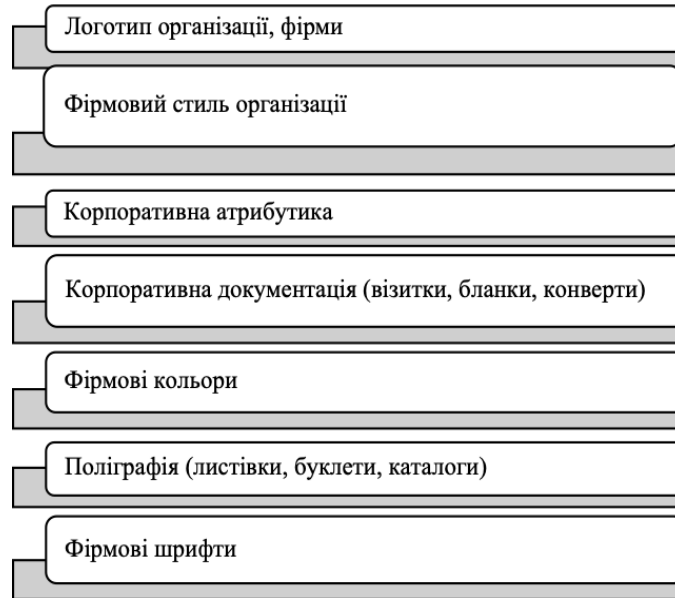 Логотип організації, фірми
Фірмовий стиль організації
Корпоративна атрибутика
Корпоративна документація (візитки, бланки, конверти)
Фірмові кольори
Поліграфія (листівки, буклети, каталоги)
Фірмові шрифти